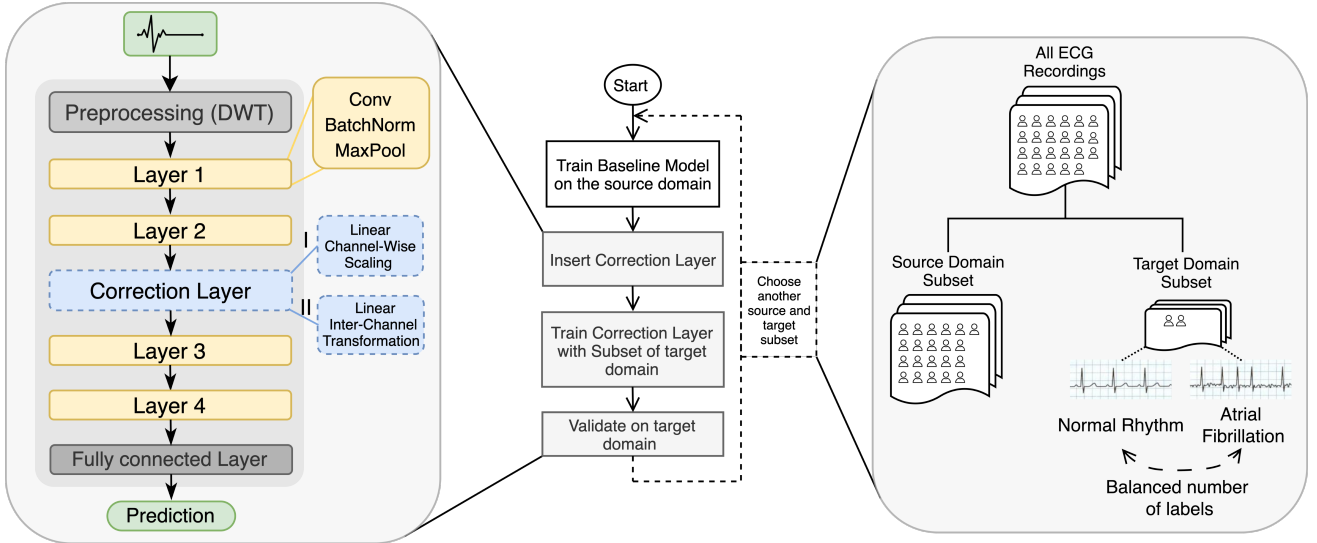 Preprocessing (DWT)
Layer 1
Conv
BatchNorm
MaxPool
Layer 2
I
Linear
Channel-Wise
Scaling
Correction Layer
II
Linear
Inter-Channel
Transformation
Layer 3
Layer 4
Fully connected Layer
Prediction
Start
Train Baseline Model
on the source domain
Insert Correction Layer
Train Correction Layer
with Subset of target
domain
Validate on target
domain
Choose
another
source and
target
subset
All ECG
Recordings
Source Domain
Subset
Target Domain
Subset
Normal Rhythm
Atrial
Fibrillation
Balanced number
of labels